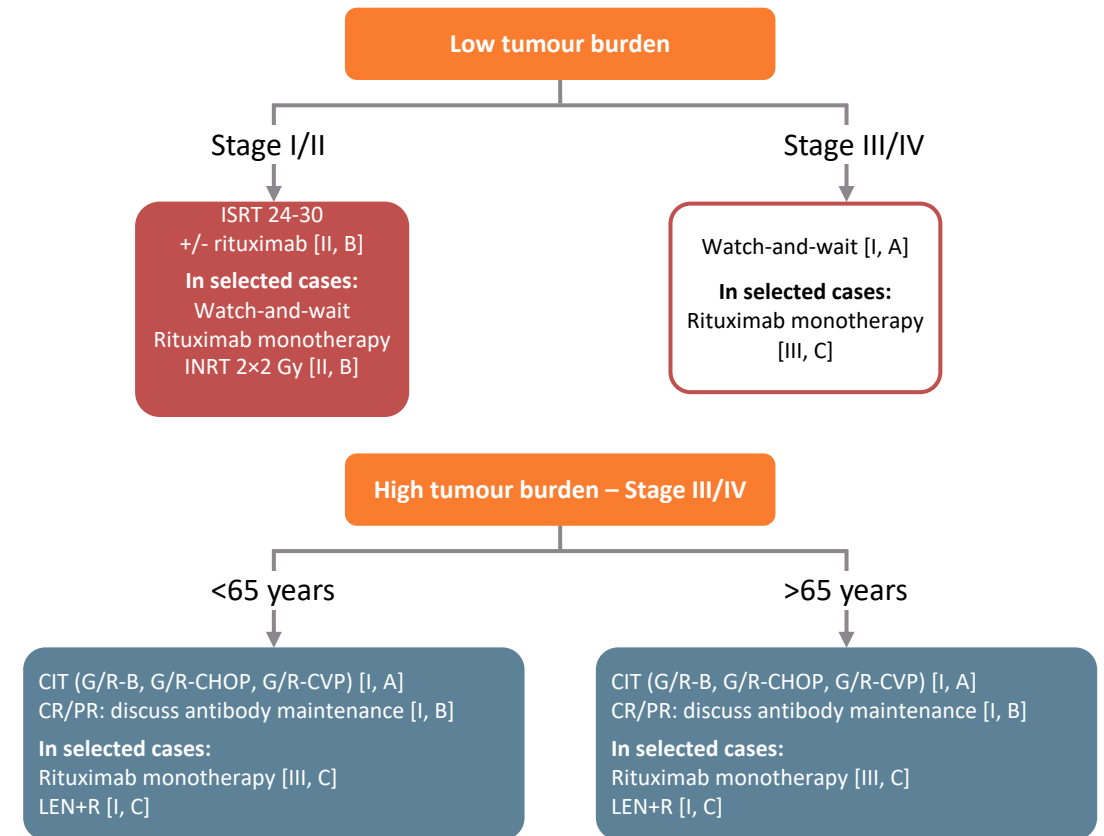 Low tumour burden
Stage I/II
Stage III/IV
ISRT 24-30
+/- rituximab [II, B]
In selected cases:
Watch-and-wait
Rituximab monotherapy
INRT 2×2 Gy [II, B]
Watch-and-wait [I, A]
In selected cases:
Rituximab monotherapy
[III, C]
High tumour burden – Stage III/IV
<65 years
>65 years
CIT (G/R-B, G/R-CHOP, G/R-CVP) [I, A]
CR/PR: discuss antibody maintenance [I, B]
In selected cases:
Rituximab monotherapy [III, C]
LEN+R [I, C]
CIT (G/R-B, G/R-CHOP, G/R-CVP) [I, A]
CR/PR: discuss antibody maintenance [I, B]
In selected cases:
Rituximab monotherapy [III, C]
LEN+R [I, C]